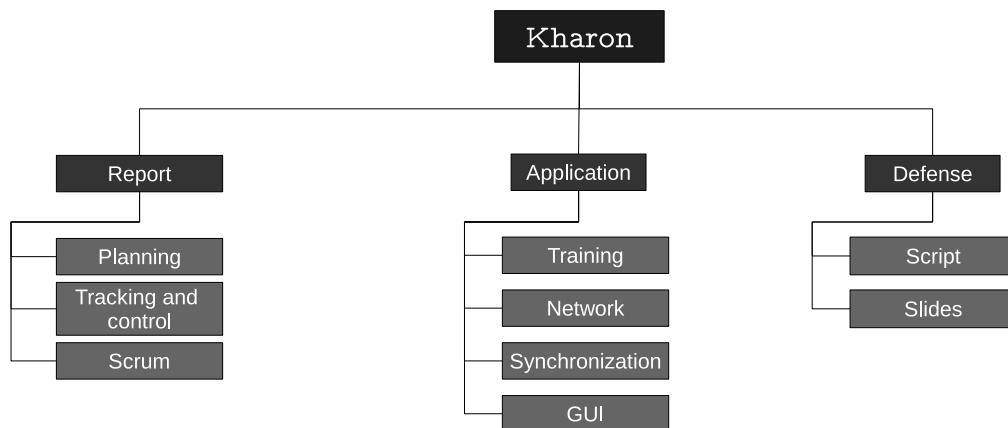 Kharon
Report
Application
Defense
Planning
Tracking and
control
Scrum
Training
Network
Synchronization
GUI
Script
Slides